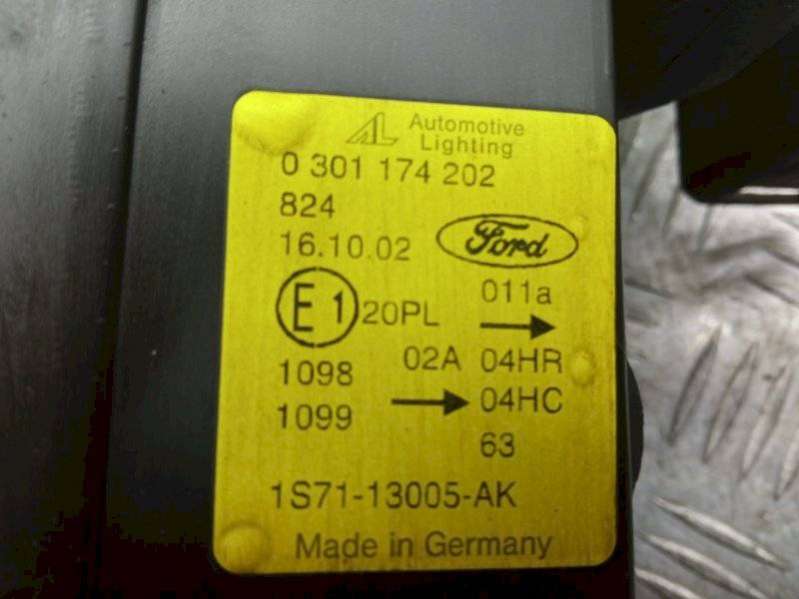 AL Automotive
Lighting
0 301 174 202
824
16.10.02 Ford
011a
E1 20PL →
02A 04HR
1098
→ 04HC
1099
63
1S71-13005-AK
Made in Germany